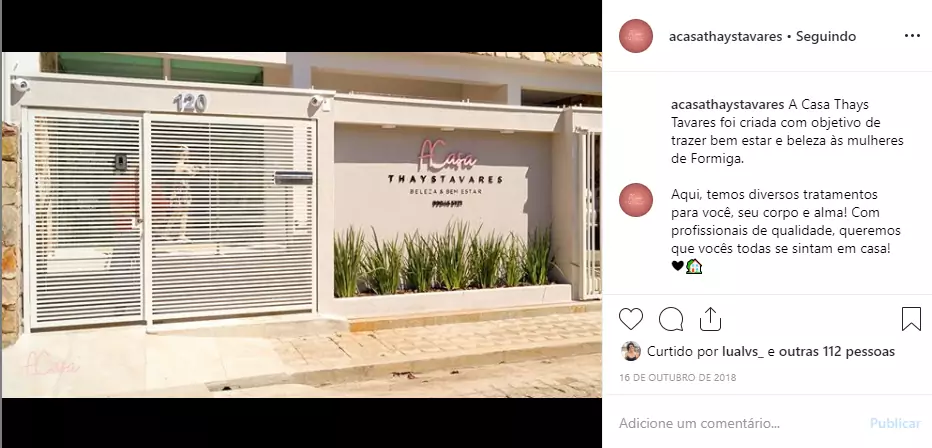 120
ACasa
THAYSTAVARES
BELEZA & BEM ESTAR
ACasa
acasathaystavares • Seguindo
acasathaystavares A Casa Thays
Tavares foi criada com objetivo de
trazer bem estar e beleza às mulheres
de Formiga.
Aqui, temos diversos tratamentos
para você, seu corpo e alma! Com
profissionais de qualidade, queremos
que vocês todas se sintam em casa!
🖤🏡
Curtido por lualvs_ e outras 112 pessoas
16 DE OUTUBRO DE 2018
Adicione um comentário...
Publicar